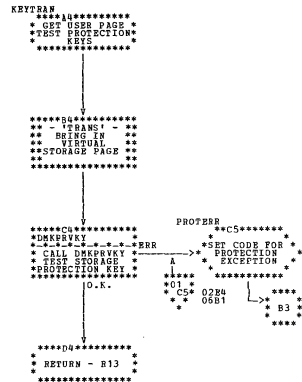 KEYTRAN
A4
GET USER PAGE
TEST PROTECTION
KEYS
B4
- 'TRANS' -
BRING IN
VIRTUAL
STORAGE PAGE
PROTERR
C4
DMKPRVKY
CALL DMKPRVKY
TEST STORAGE
PROTECTION KEY
ERR
C5
SET CODE FOR
PROTECTION
EXCEPTION
A
O.K.
01
C5
02E4
06B1
B3
D4
RETURN - R13